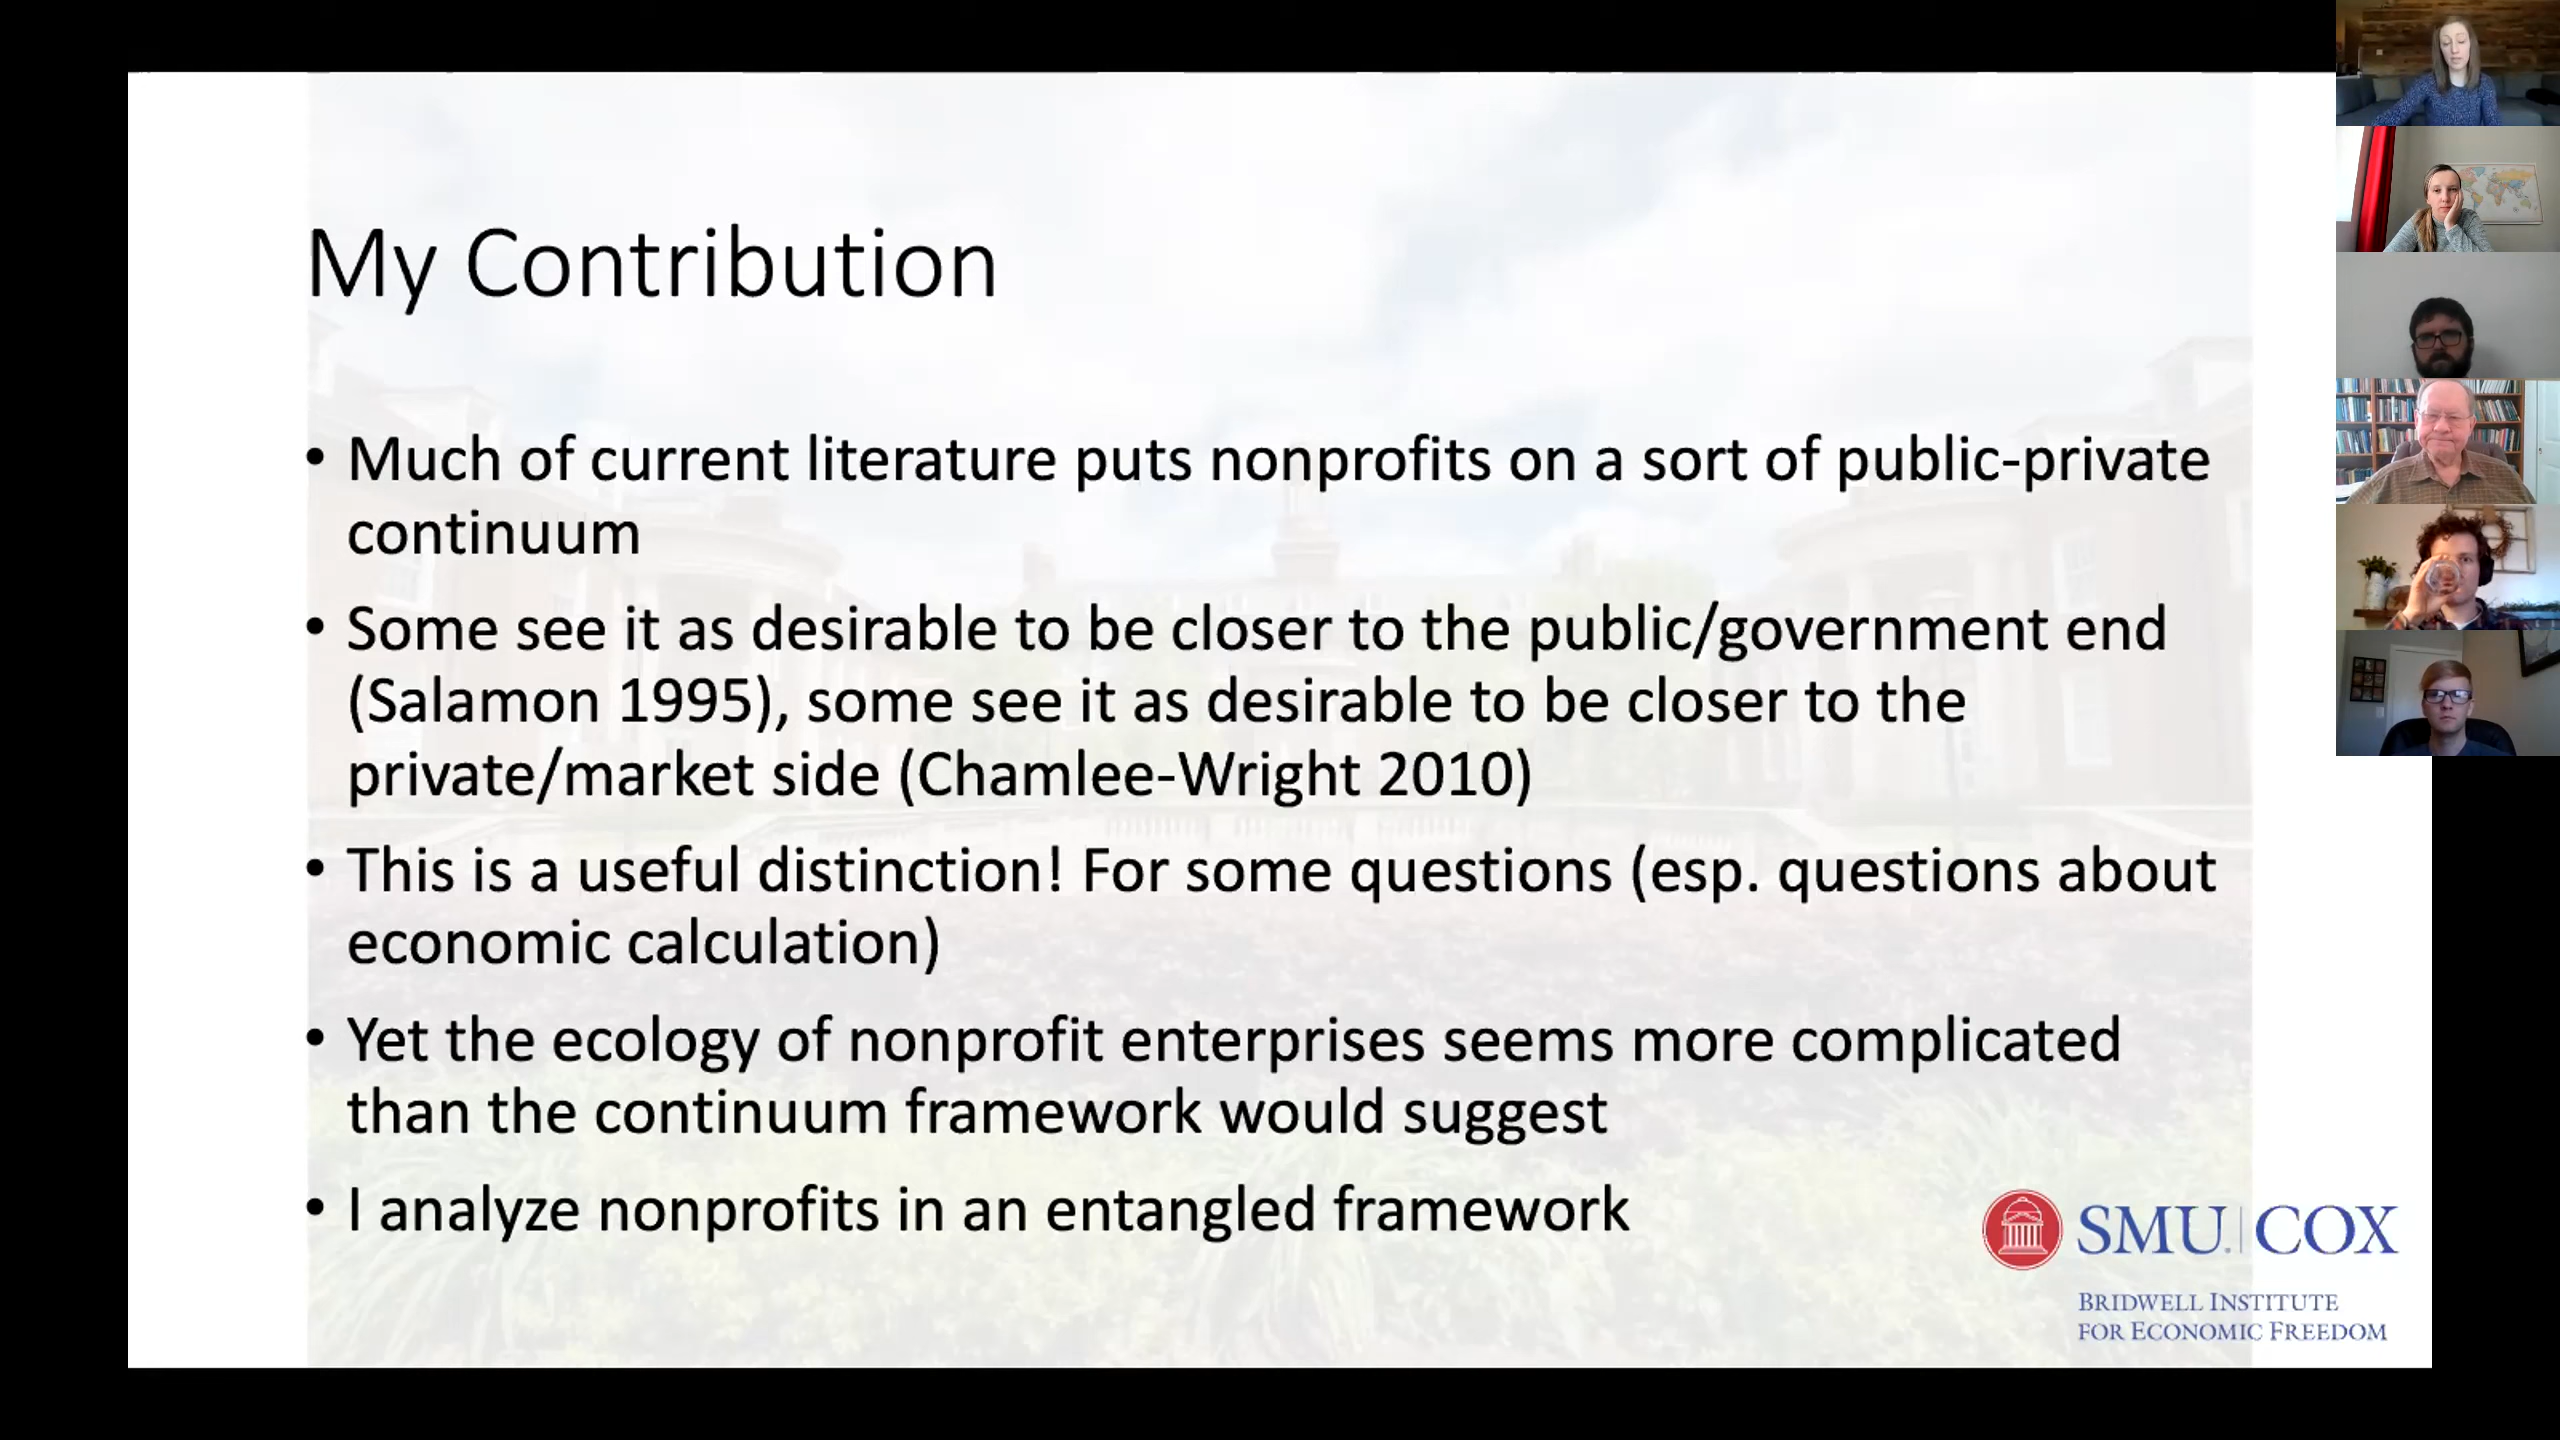 My Contribution
• Much of current literature puts nonprofits on a sort of public-private
continuum
• Some see it as desirable to be closer to the public/government end
(Salamon 1995), some see it as desirable to be closer to the
private/market side (Chamlee-Wright 2010)
• This is a useful distinction! For some questions (esp. questions about
economic calculation)
• Yet the ecology of nonprofit enterprises seems more complicated
than the continuum framework would suggest
• I analyze nonprofits in an entangled framework
SMU. | COX
BRIDWELL INSTITUTE
FOR ECONOMIC FREEDOM